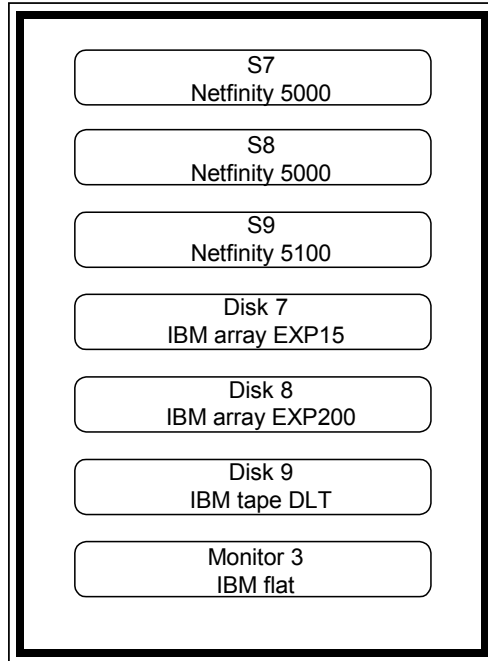 S7
Netfinity 5000
S8
Netfinity 5000
S9
Netfinity 5100
Disk 7
IBM array EXP15
Disk 8
IBM array EXP200
Disk 9
IBM tape DLT
Monitor 3
IBM flat